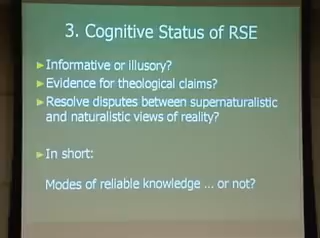 3. Cognitive Status of RSE
Informative or illusory?
Evidence for theological claims?
Resolve disputes between supernaturalistic
and naturalistic views of reality?
In short:
Modes of reliable knowledge ... or not?